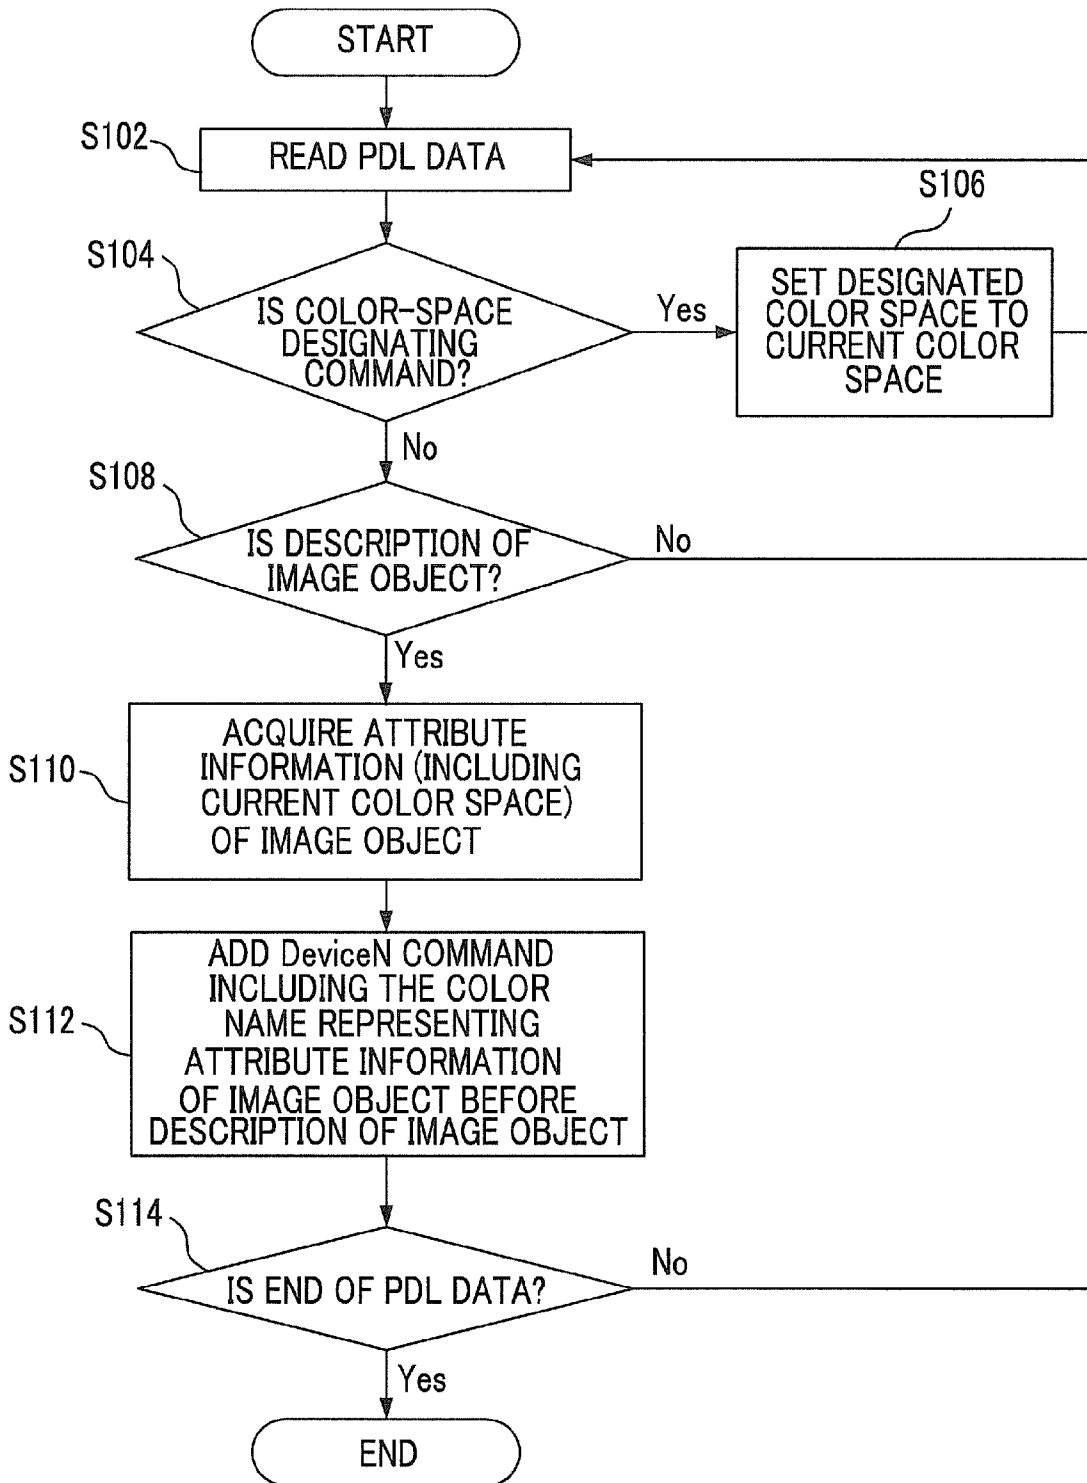 START
S102
READ PDL DATA
S106
S104
IS COLOR-SPACE
DESIGNATING
COMMAND?
Yes
SET DESIGNATED
COLOR SPACE TO
CURRENT COLOR
SPACE
No
S108
IS DESCRIPTION OF
IMAGE OBJECT?
No
Yes
S110
ACQUIRE ATTRIBUTE
INFORMATION (INCLUDING
CURRENT COLOR SPACE)
OF IMAGE OBJECT
S112
ADD DeviceN COMMAND
INCLUDING THE COLOR
NAME REPRESENTING
ATTRIBUTE INFORMATION
OF IMAGE OBJECT BEFORE
DESCRIPTION OF IMAGE OBJECT
S114
IS END OF PDL DATA?
No
Yes
END